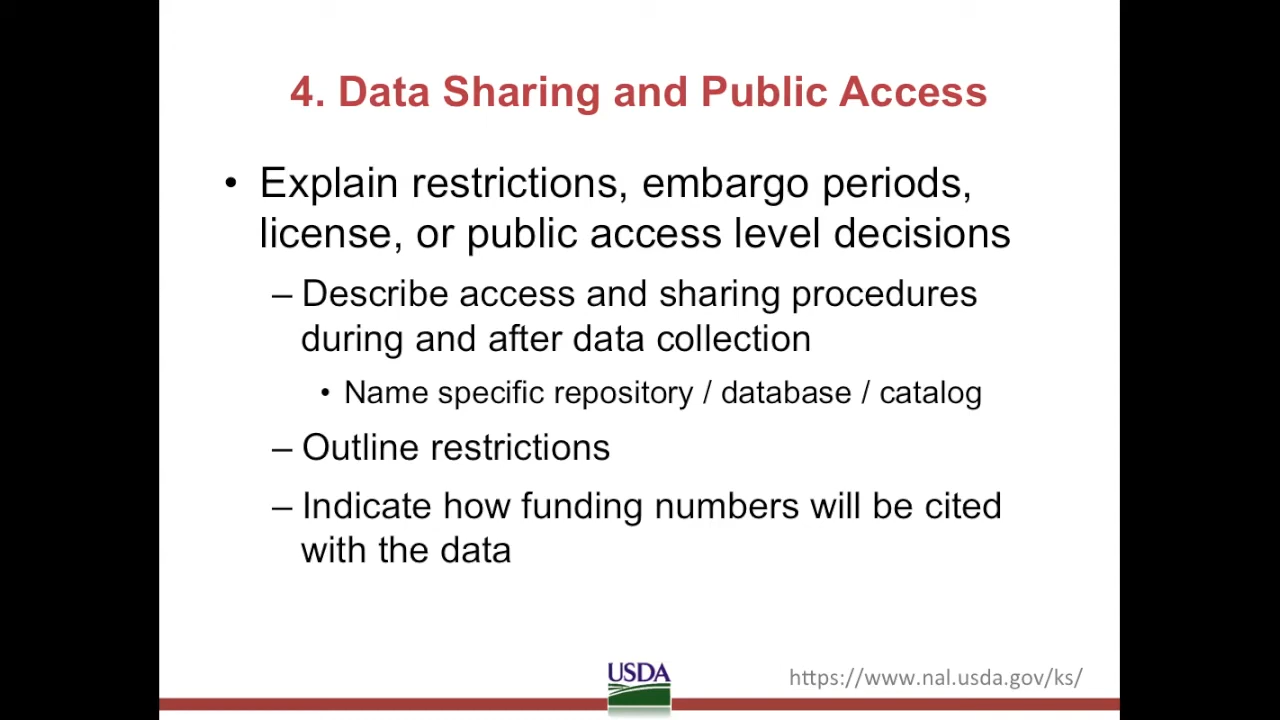 4. Data Sharing and Public Access
• Explain restrictions, embargo periods,
license, or public access level decisions
– Describe access and sharing procedures
during and after data collection
• Name specific repository / database / catalog
– Outline restrictions
– Indicate how funding numbers will be cited
with the data
USDA
https://www.nal.usda.gov/ks/